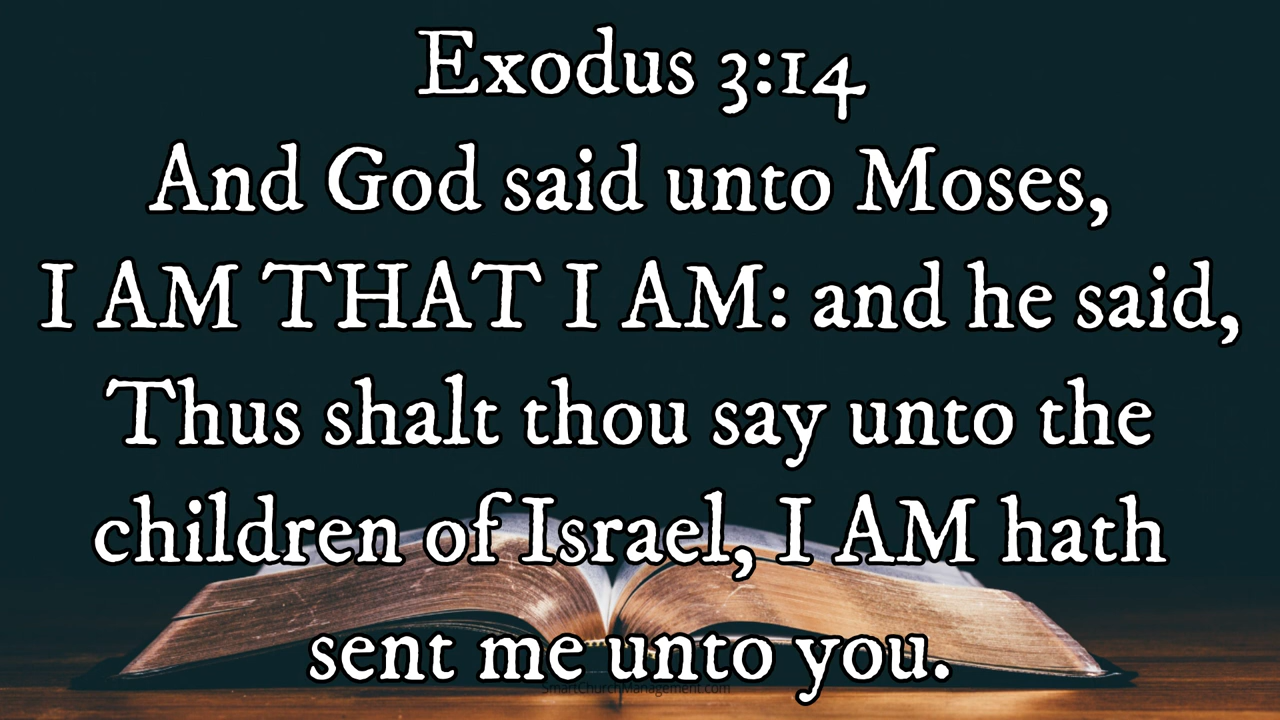 Exodus 3:14
And God said unto Moses,
I AM THAT I AM: and he said,
Thus shalt thou say unto the
children of Israel, I AM hath
sent me unto you.
SmartChurchManagement.com